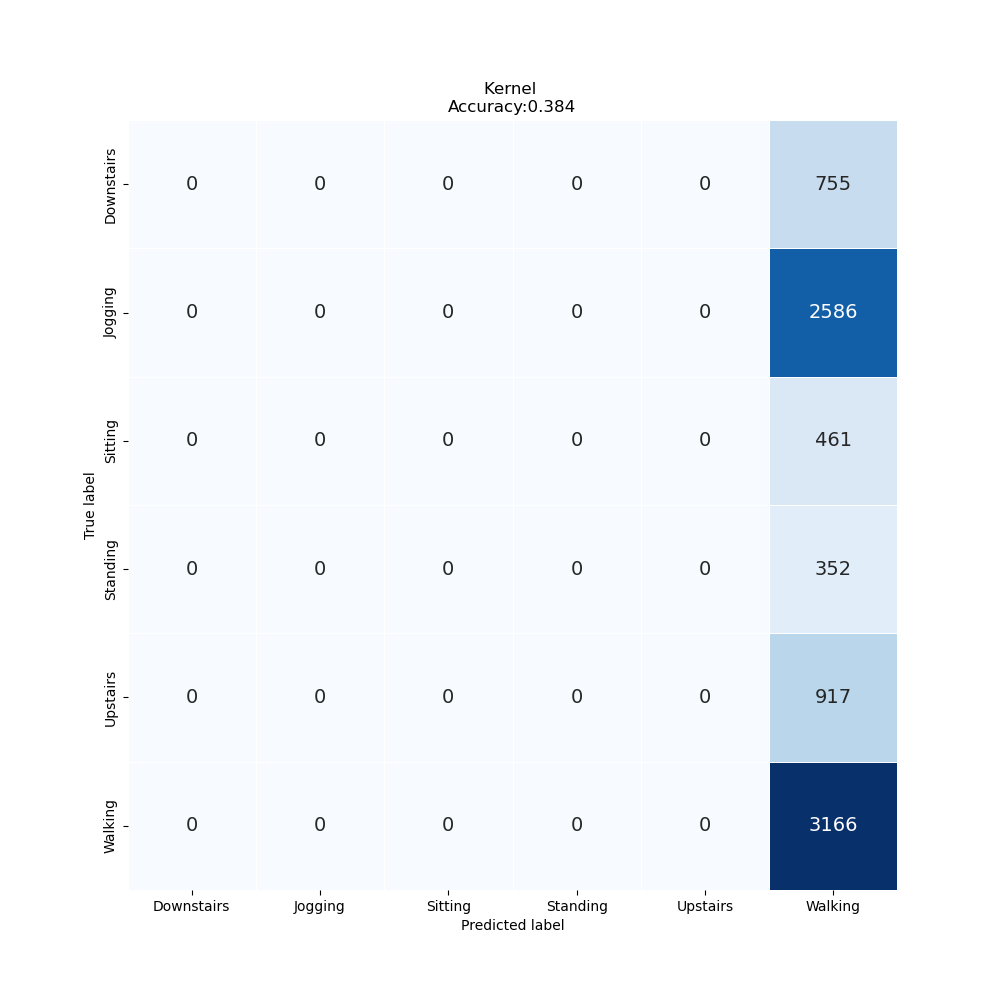 Kernel
Accuracy:0.384
True label
Downstairs 0 0 0 0 0 755
Jogging 0 0 0 0 0 2586
Sitting 0 0 0 0 0 461
Standing 0 0 0 0 0 352
Upstairs 0 0 0 0 0 917
Walking 0 0 0 0 0 3166
Downstairs Jogging Sitting Standing Upstairs Walking
Predicted label